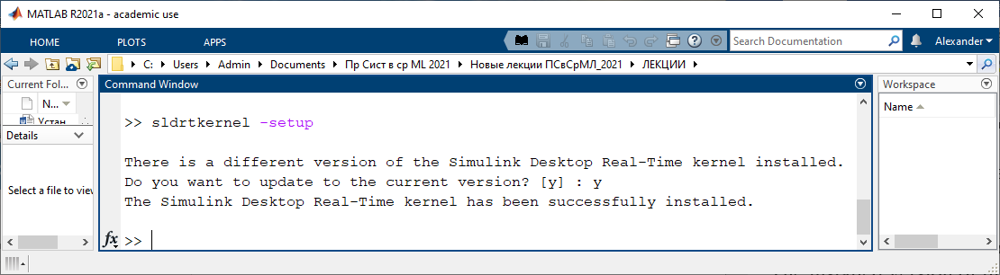 MATLAB R2021a - academic use
HOME PLOTS APPS
Search Documentation
Alexander
C: Users Admin Documents Пр Сист в ср ML 2021 Новые лекции ПСвСрМЛ_2021 ЛЕКЦИИ
Current Fol...
N...
Устан
Details
Select a file to view
Command Window
>> sldrtkernel -setup
There is a different version of the Simulink Desktop Real-Time kernel installed.
Do you want to update to the current version? [y] : y
The Simulink Desktop Real-Time kernel has been successfully installed.
fx >>
Workspace
Name